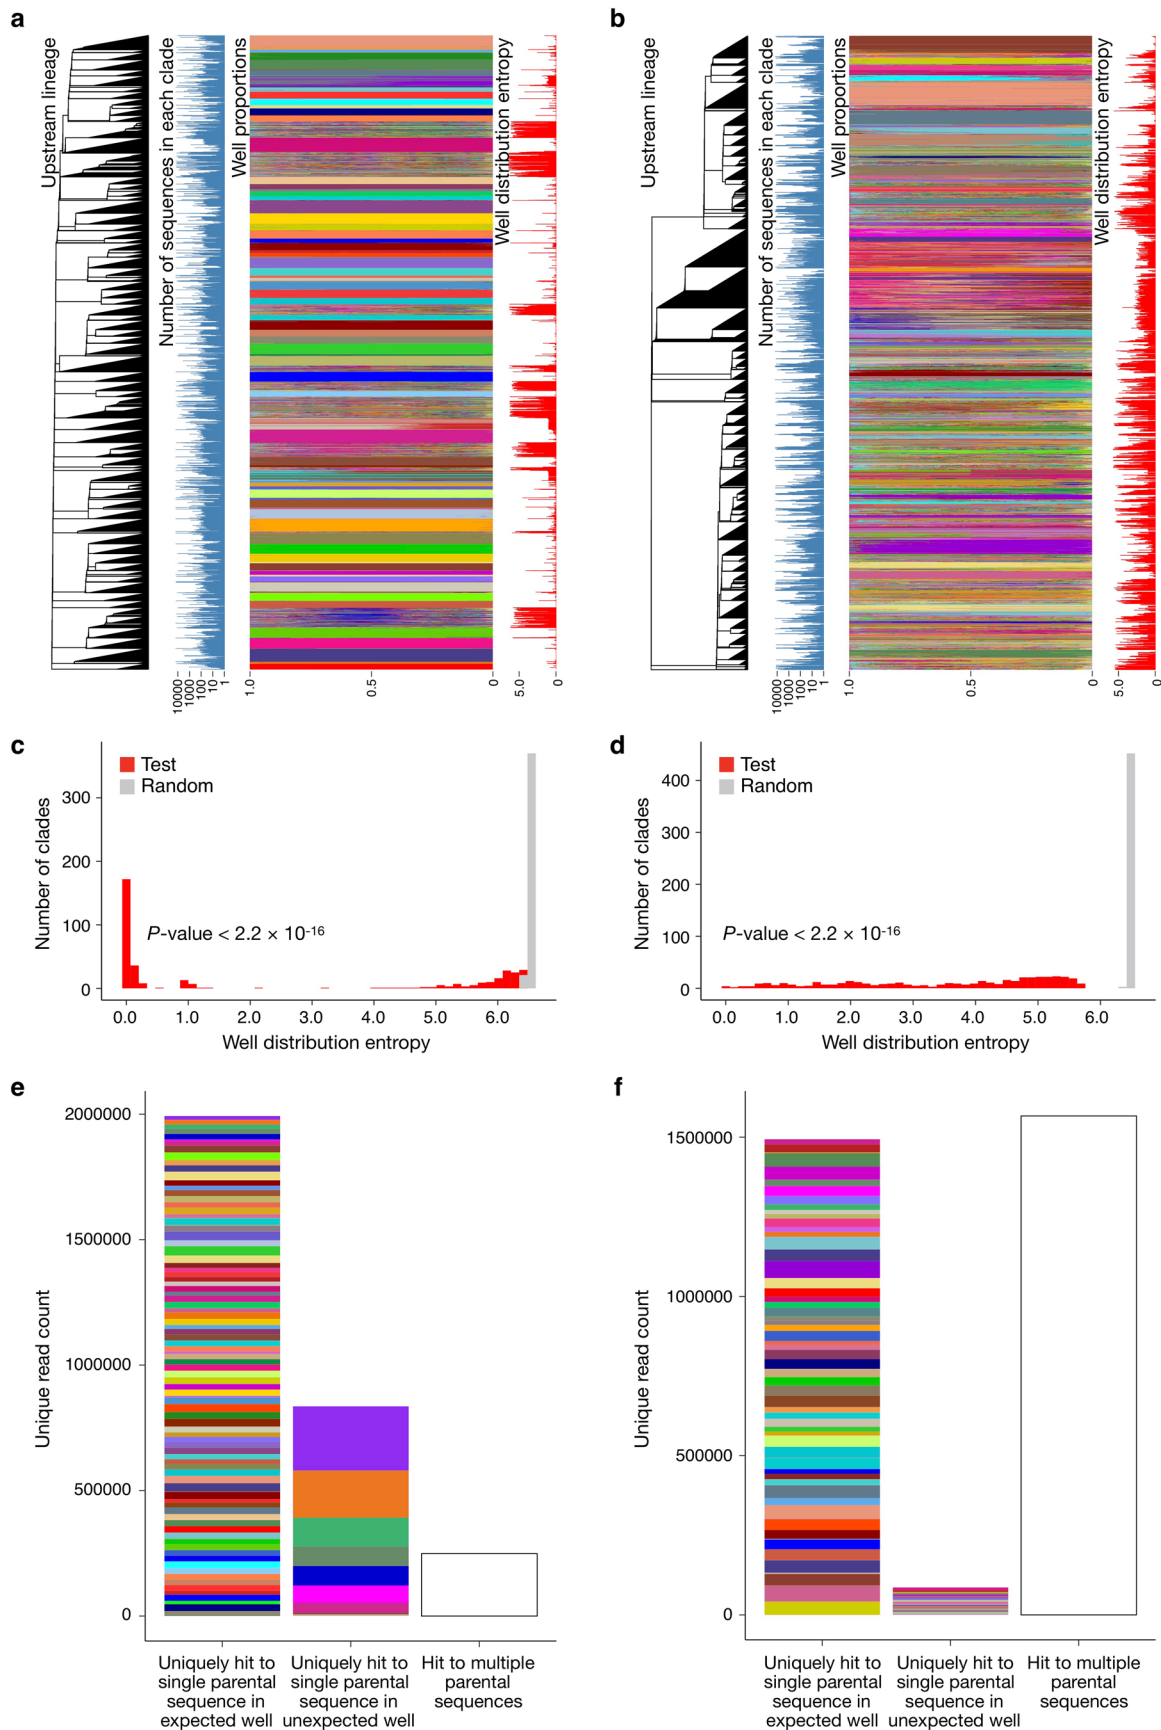 a
Upstream lineage
Number of sequences in each clade
Well proportions
Well distribution entropy
10000
1000
100
10
1
1.0
0.5
0
5.0
0
b
Upstream lineage
Number of sequences in each clade
Well proportions
Well distribution entropy
10000
1000
100
10
1
1.0
0.5
0
5.0
0
c
Number of clades
300
200
100
0
Test
Random
P-value < 2.2 × 10-16
0.0 1.0 2.0 3.0 4.0 5.0 6.0
Well distribution entropy
d
Number of clades
400
300
200
100
0
Test
Random
P-value < 2.2 × 10-16
0.0 1.0 2.0 3.0 4.0 5.0 6.0
Well distribution entropy
e
Unique read count
2000000
1500000
1000000
500000
0
Uniquely hit to
single parental
sequence in
expected well
Uniquely hit to
single parental
sequence in
unexpected well
Hit to multiple
parental
sequences
f
Unique read count
1500000
1000000
500000
0
Uniquely hit to
single parental
sequence in
expected well
Uniquely hit to
single parental
sequence in
unexpected well
Hit to multiple
parental
sequences